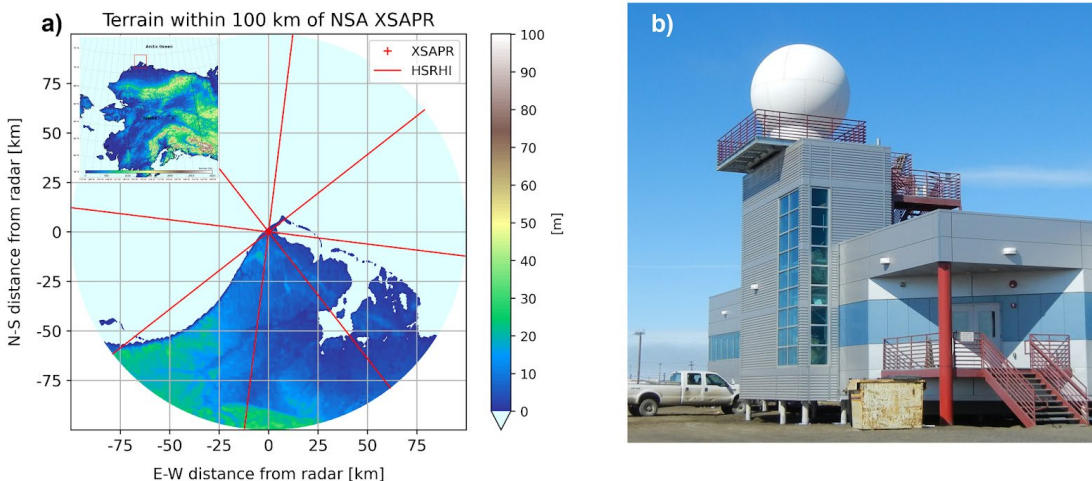 a)
Terrain within 100 km of NSA XSAPR
Arctic Ocean
XSAPR
HSRHI
75
50
25
0
-25
-50
-75
N-S distance from radar [km]
-75
-50
-25
0
25
50
75
E-W distance from radar [km]
100
90
80
70
60
50
40
30
20
10
0
[m]
b)